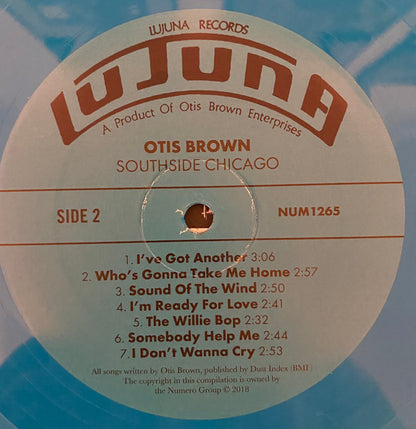 LUJUNA RECORDS
LUJUNA
A Product Of Otis Brown Enterprises
OTIS BROWN
SOUTHSIDE CHICAGO
SIDE 2
NUM1265
1. I've Got Another 3:06
2. Who's Gonna Take Me Home 2:57
3. Sound Of The Wind 2:50
4. I'm Ready For Love 2:41
5. The Willie Bop 2:32
6. Somebody Help Me 2:44
7. I Don't Wanna Cry 2:53
All songs written by Otis Brown, published by Dust Index (BMI)
The copyright in this compilation is owned by
the Numero Group © 2018